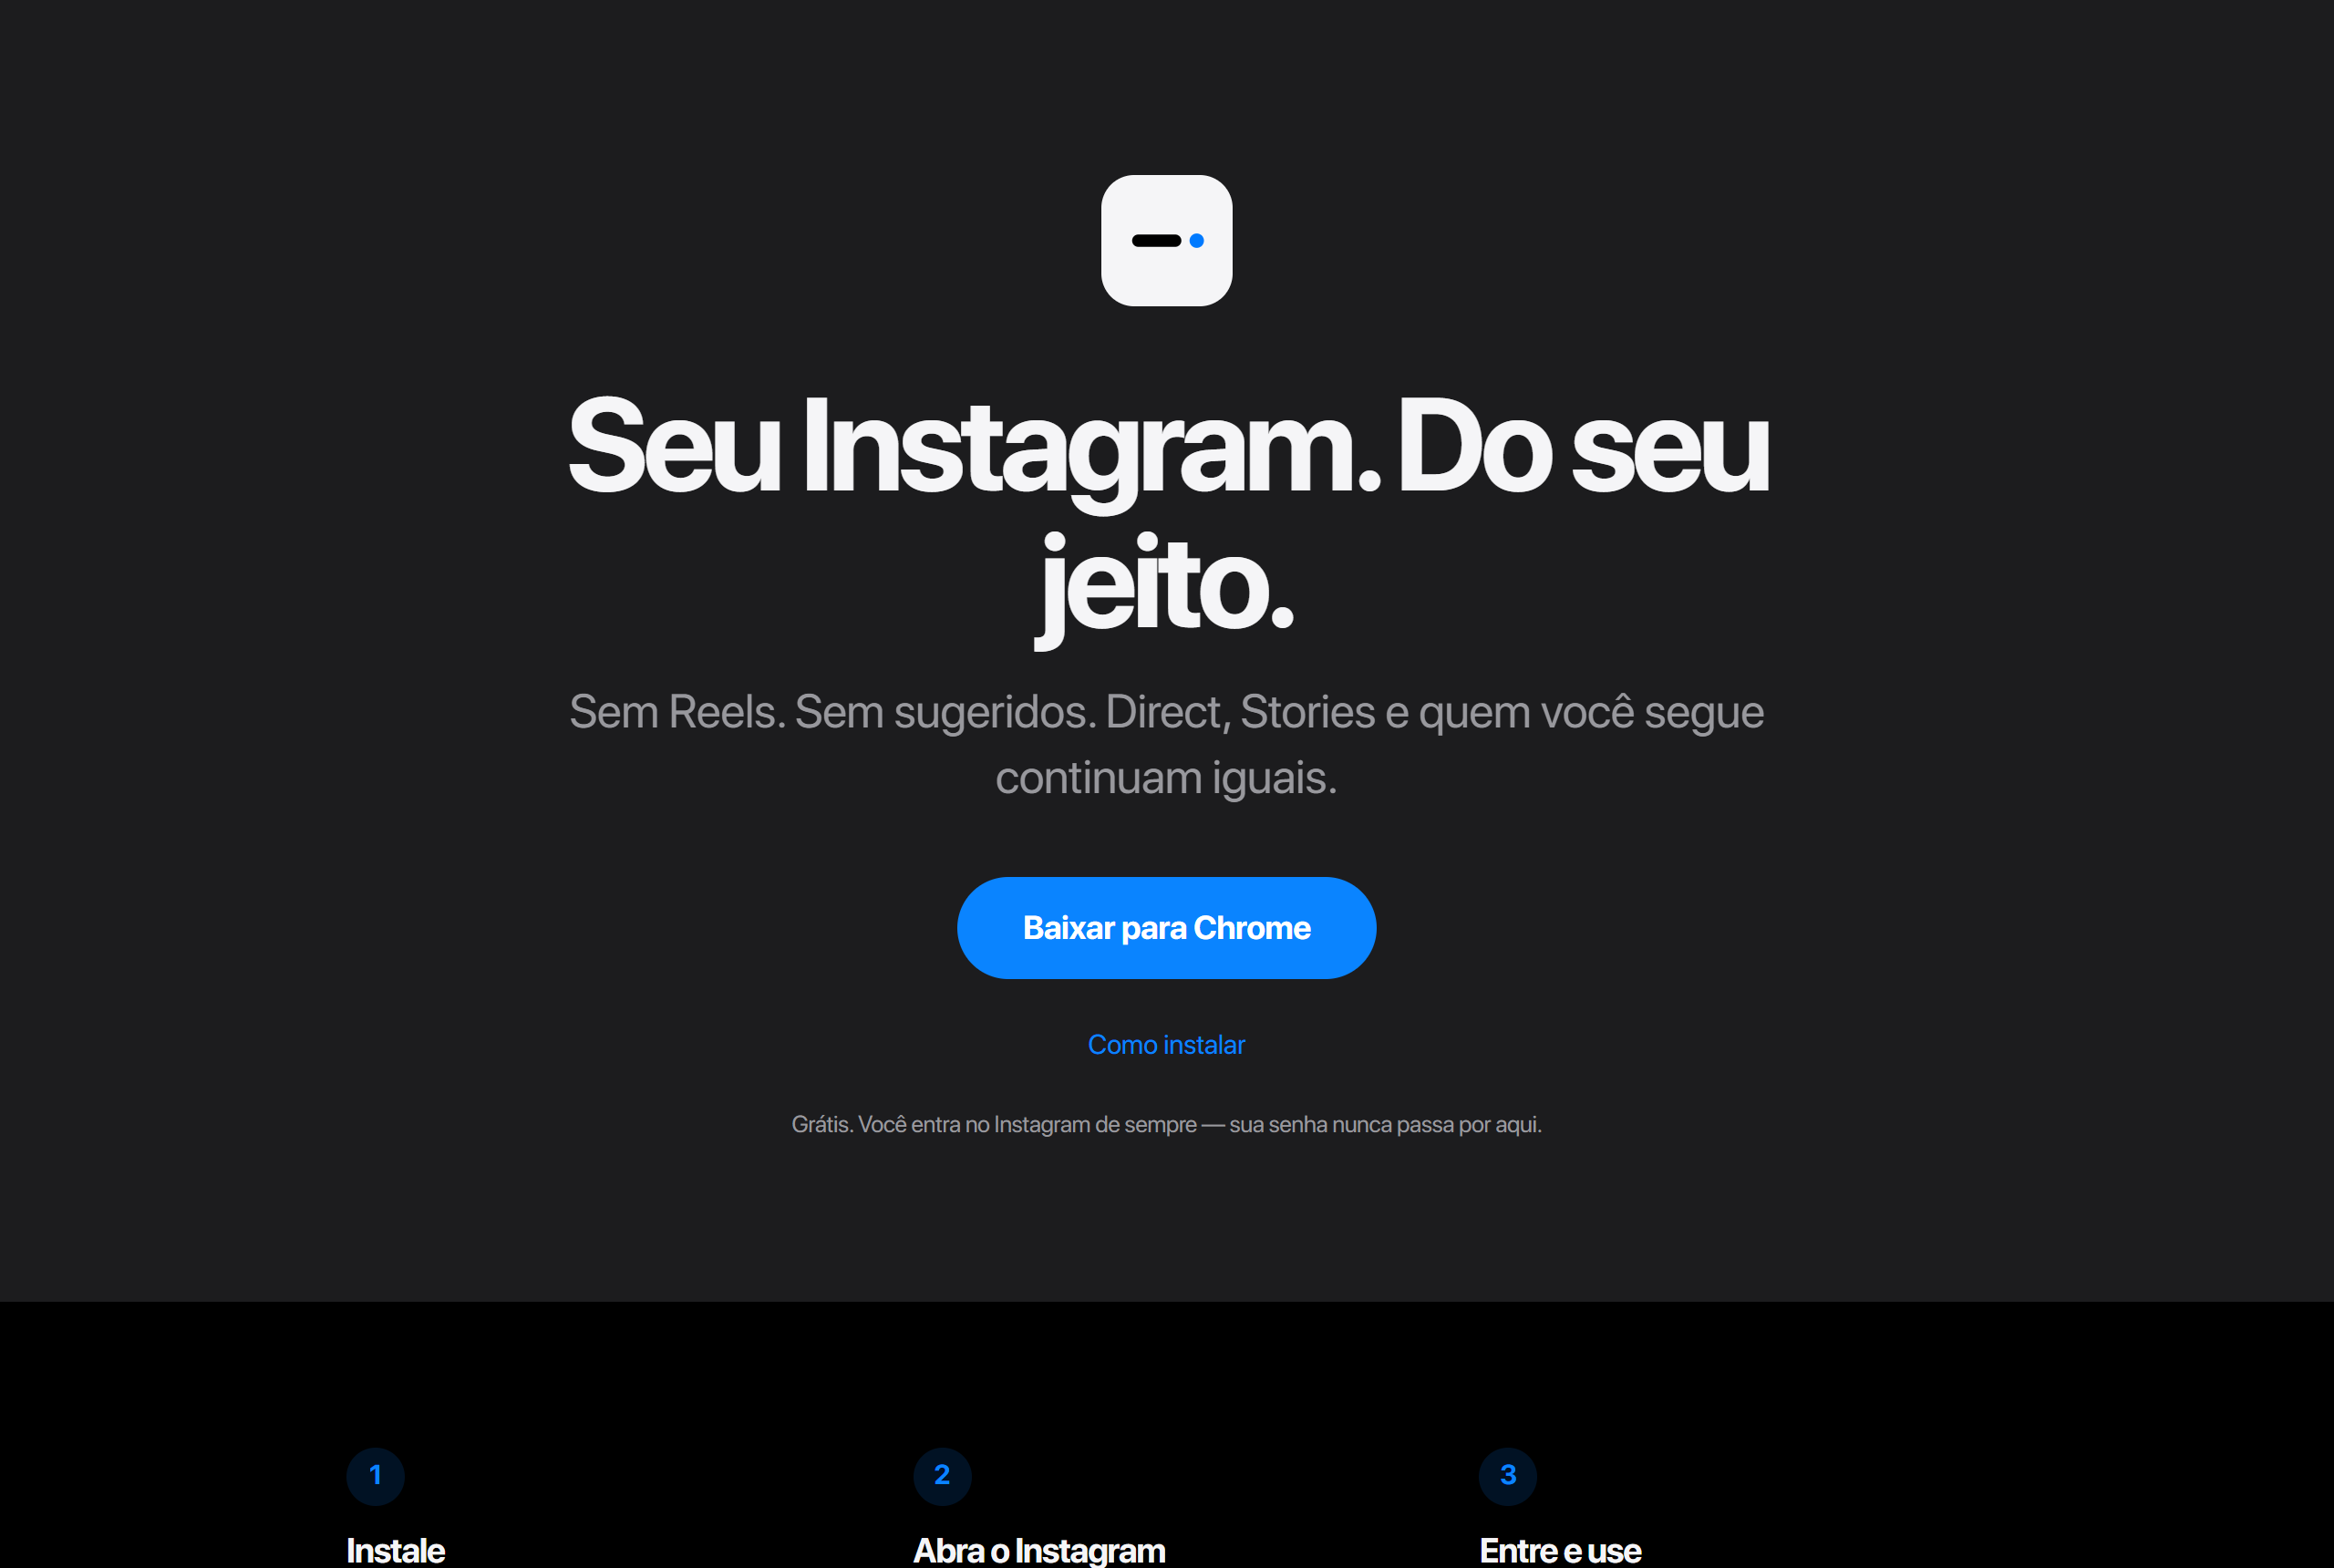 Seu Instagram. Do seu
jeito.
Sem Reels. Sem sugeridos. Direct, Stories e quem você segue
continuam iguais.
Baixar para Chrome
Como instalar
Grátis. Você entra no Instagram de sempre — sua senha nunca passa por aqui.
1
2
3
Instale
Abra o Instagram
Entre e use